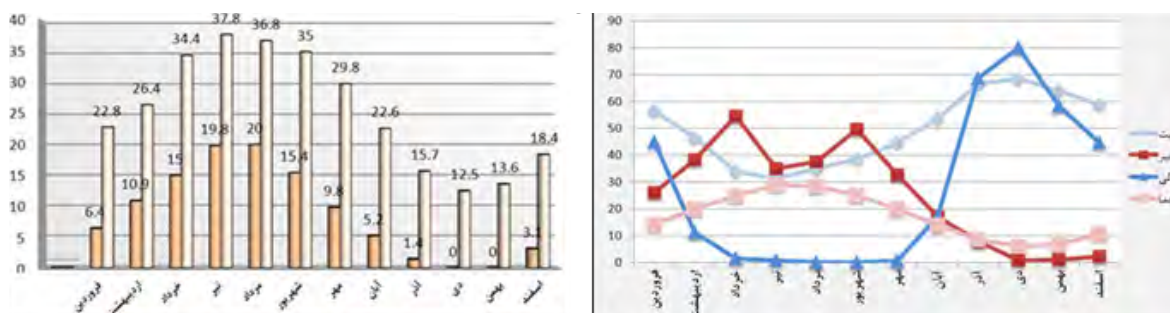 40
35
30
25
20
15
10
5
0
22.8
26.4
34.4
37.8
36.8
35
29.8
22.6
15.7
12.5
13.6
18.4
6.4
10.9
15
19.8
20
15.4
9.8
5.2
1.4
0
0
3.1
فروردین
اردیبهشت
خرداد
تیر
مرداد
شهریور
مهر
آبان
آذر
دی
بهمن
اسفند
90
80
70
60
50
40
30
20
10
0
فروردین
اردیبهشت
خرداد
تیر
مرداد
شهریور
مهر
آبان
آذر
دی
بهمن
اسفند